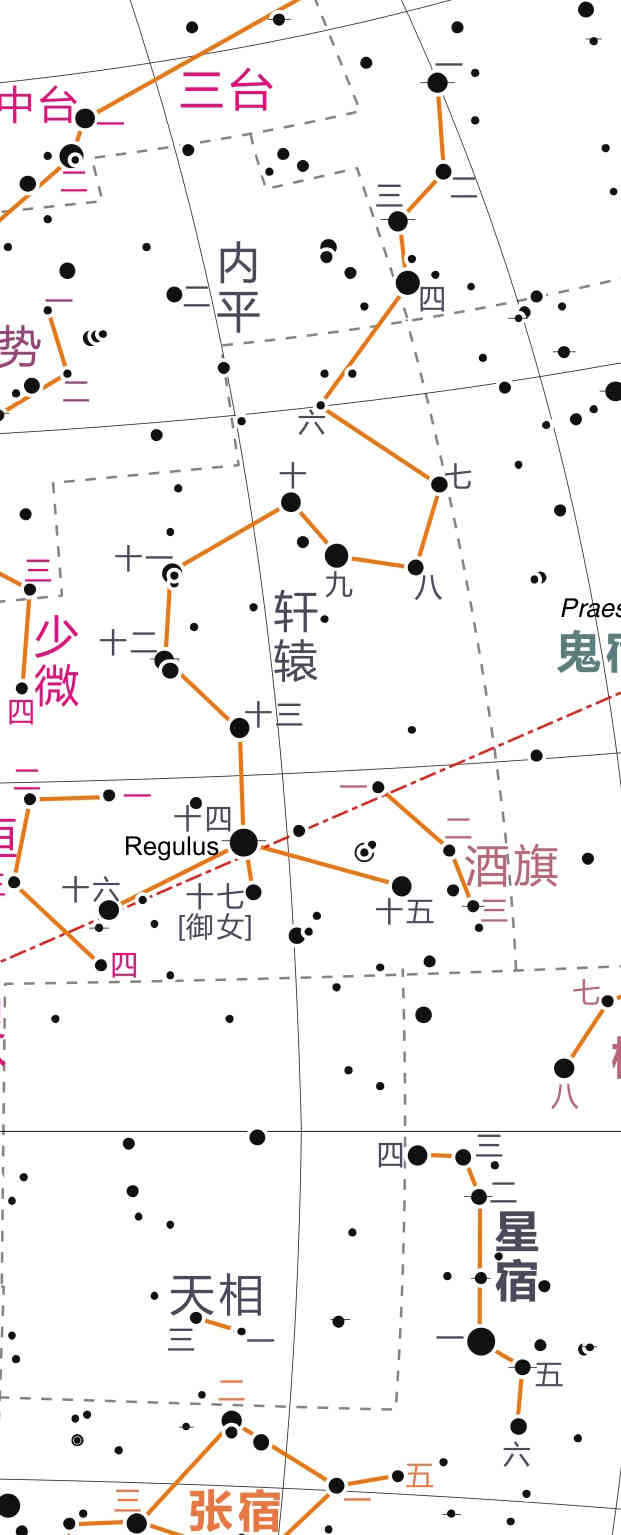 三台
中台
一
二
一
二
三
四
内
平
二
势
一
二
六
七
十
九
八
十一
十二
轩
辕
十三
三
少
微
四
Praes
鬼宿
二
一
十四
Regulus
一
二
酒旗
三
十六
十七
[御女]
十五
四
七
八
四
三
二
星
宿
一
五
六
天相
三
一
二
五
三
张宿
一